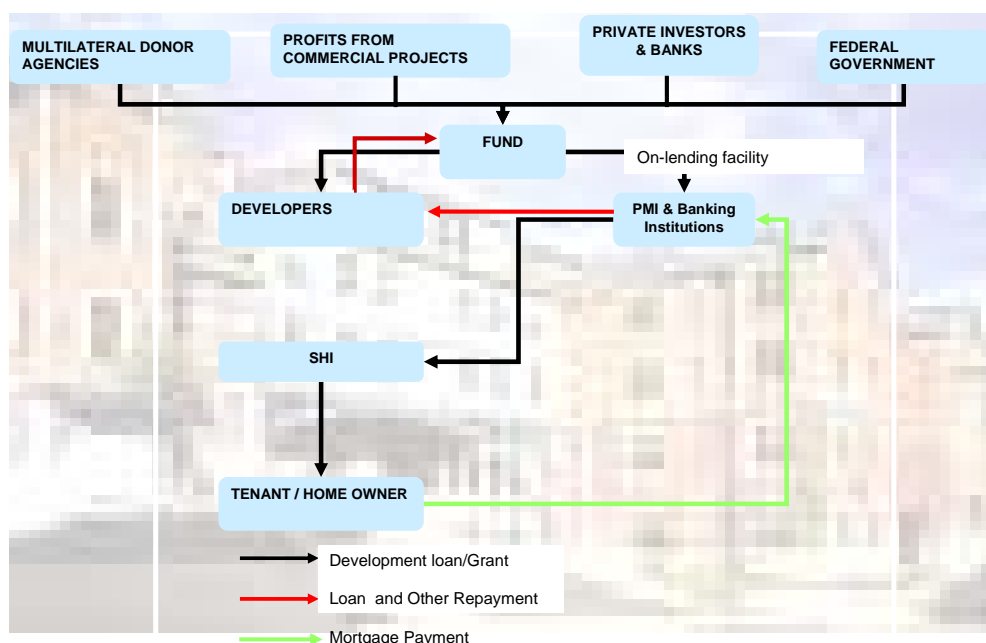 MULTILATERAL DONOR
AGENCIES
PROFITS FROM
COMMERCIAL PROJECTS
PRIVATE INVESTORS
& BANKS
FEDERAL
GOVERNMENT
FUND
On-lending facility
DEVELOPERS
PMI & Banking
Institutions
SHI
TENANT / HOME OWNER
Development loan/Grant
Loan and Other Repayment
Mortgage Payment